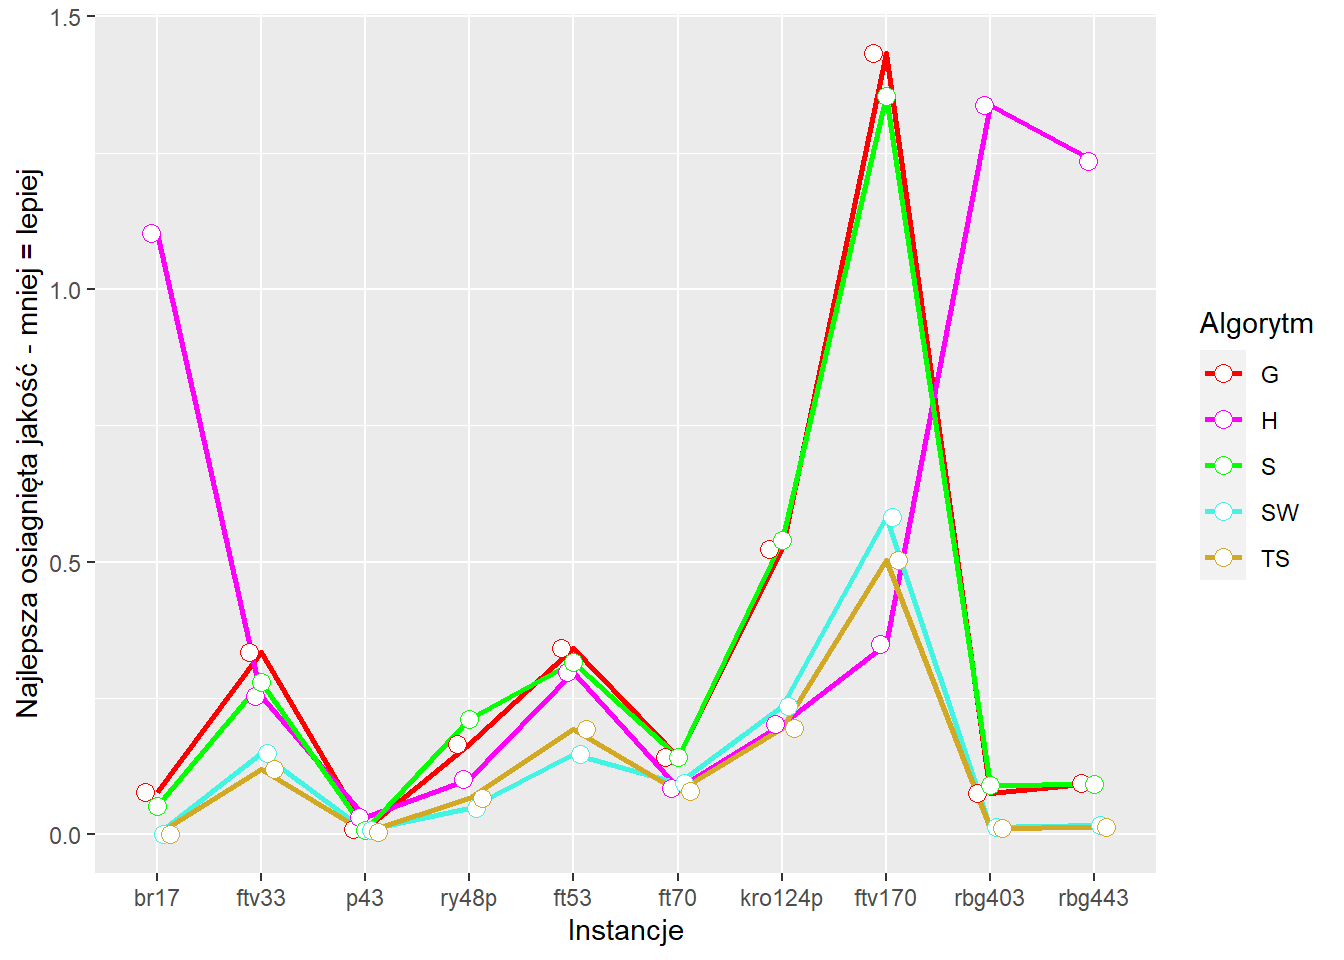 1.5
1.0
0.5
0.0
Najlepsza osiagnięta jakość - mniej = lepiej
br17 ftv33 p43 ry48p ft53 ft70 kro124p ftv170 rbg403 rbg443
Instancje
Algorytm
G
H
S
SW
TS